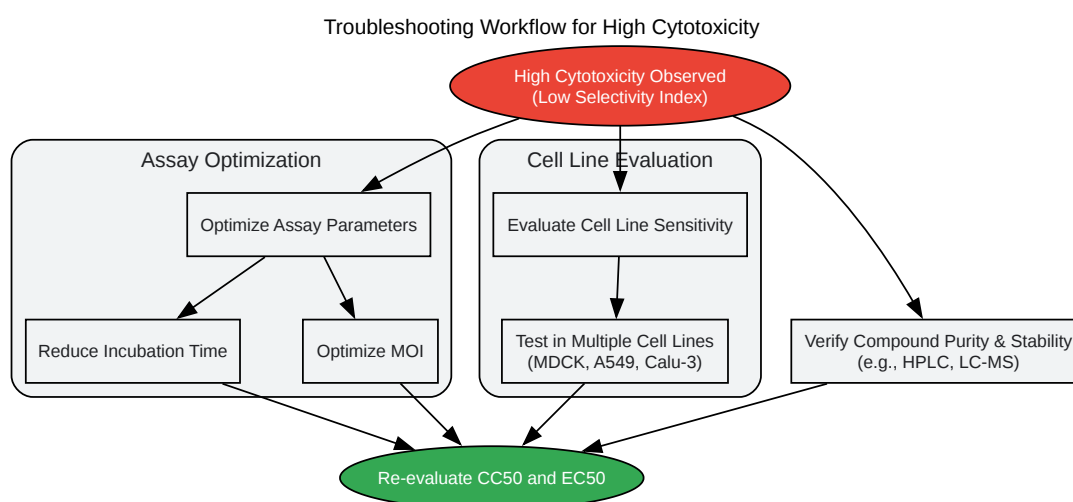 Troubleshooting Workflow for High Cytotoxicity
High Cytotoxicity Observed
(Low Selectivity Index)
Assay Optimization
Cell Line Evaluation
Optimize Assay Parameters
Evaluate Cell Line Sensitivity
Reduce Incubation Time
Optimize MOI
Test in Multiple Cell Lines
(MDCK, A549, Calu-3)
Verify Compound Purity & Stability
(e.g., HPLC, LC-MS)
Re-evaluate CC50 and EC50